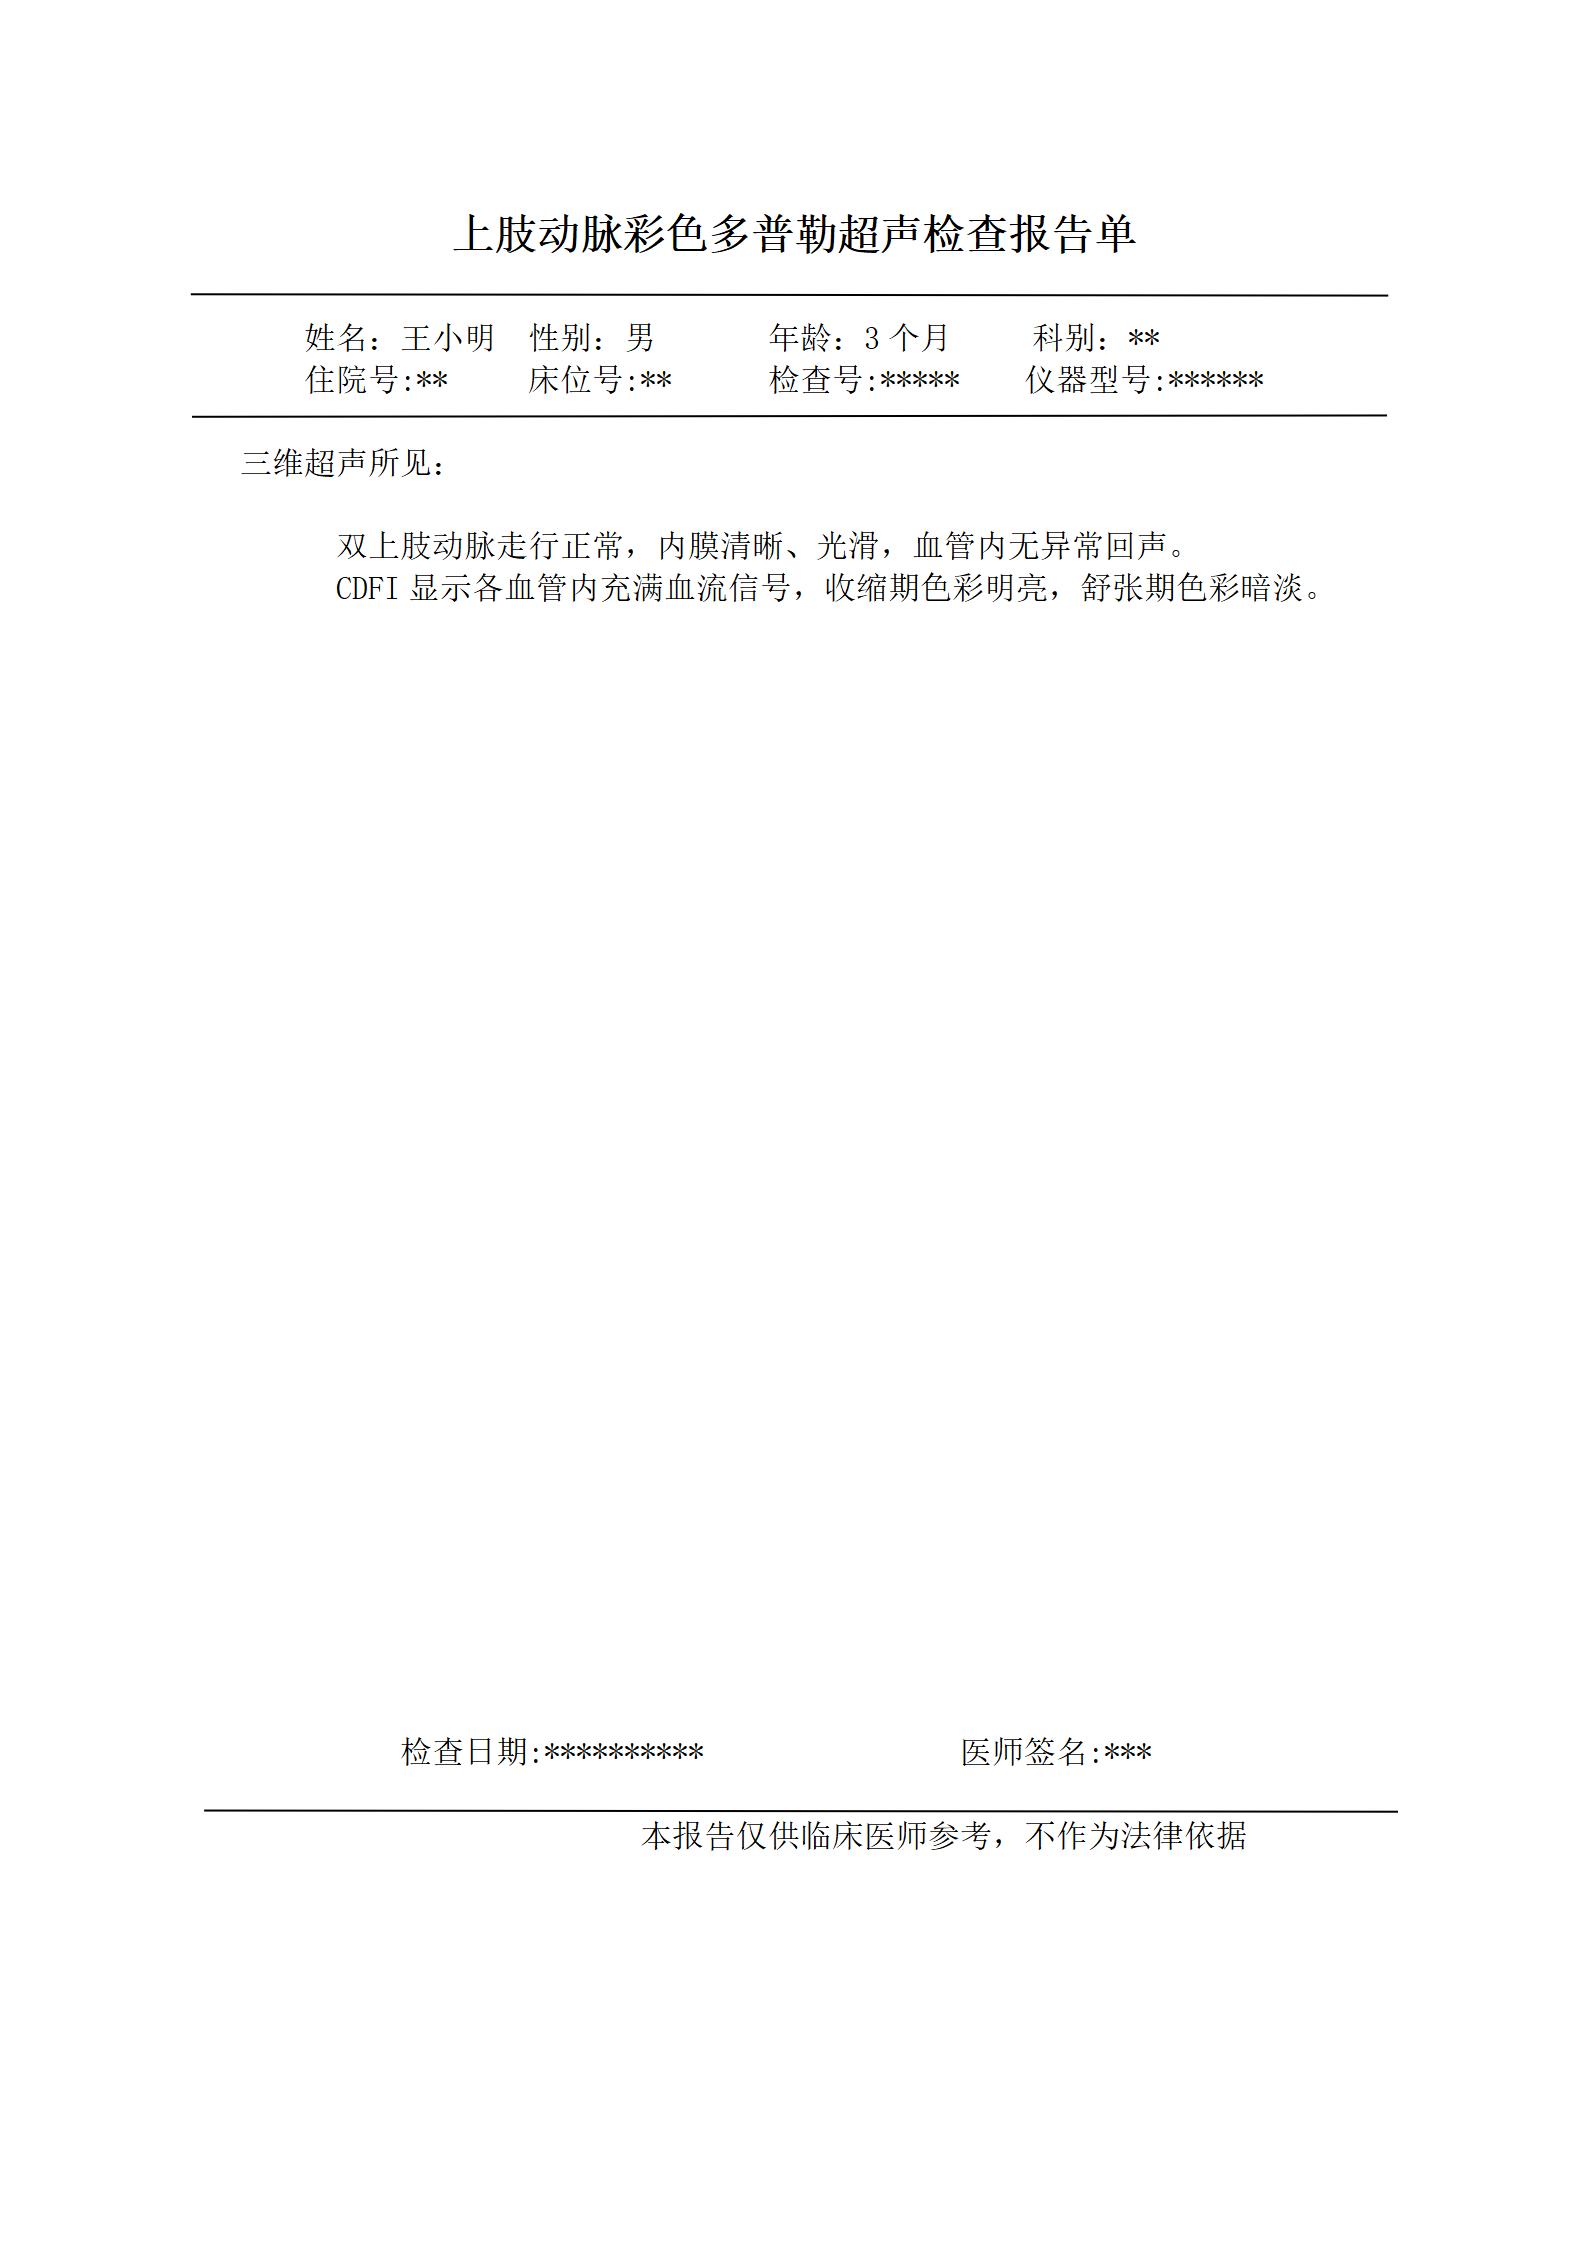 上肢动脉彩色多普勒超声检查报告单
姓名：王小明 性别：男 年龄：3 个月 科别：**
住院号:** 床位号:** 检查号:***** 仪器型号:******
三维超声所见：
双上肢动脉走行正常，内膜清晰、光滑，血管内无异常回声。
CDFI 显示各血管内充满血流信号，收缩期色彩明亮，舒张期色彩暗淡。
检查日期:********** 医师签名:***
本报告仅供临床医师参考，不作为法律依据